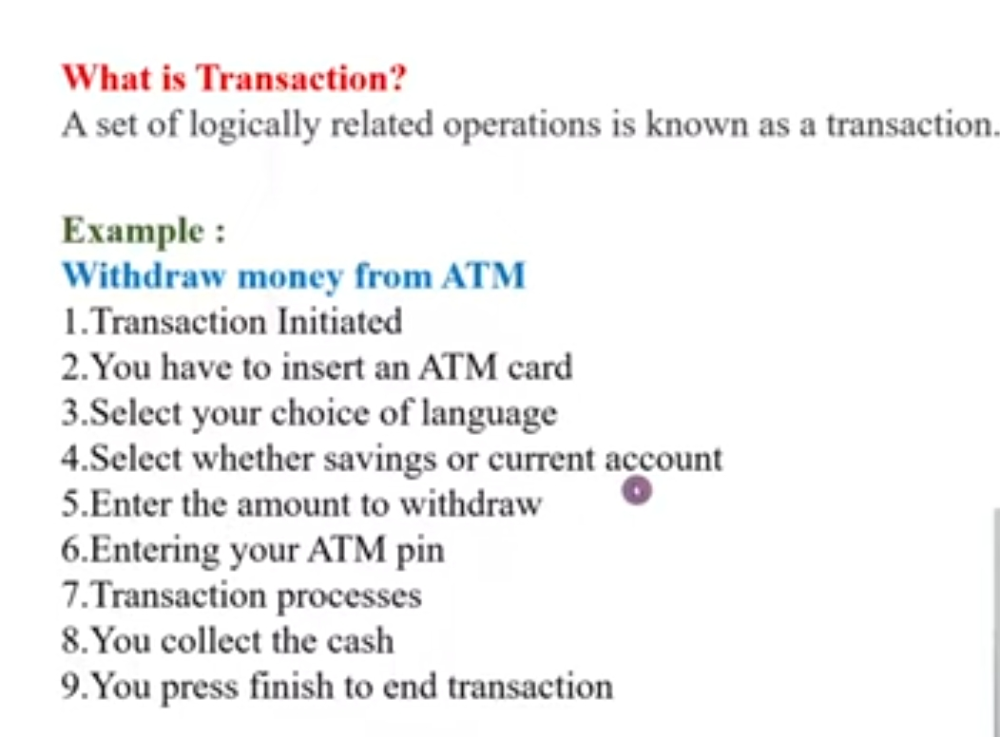 What is Transaction?
A set of logically related operations is known as a transaction.
Example :
Withdraw money from ATM
1.Transaction Initiated
2.You have to insert an ATM card
3.Select your choice of language
4.Select whether savings or current account
5.Enter the amount to withdraw
6.Entering your ATM pin
7.Transaction processes
8.You collect the cash
9.You press finish to end transaction